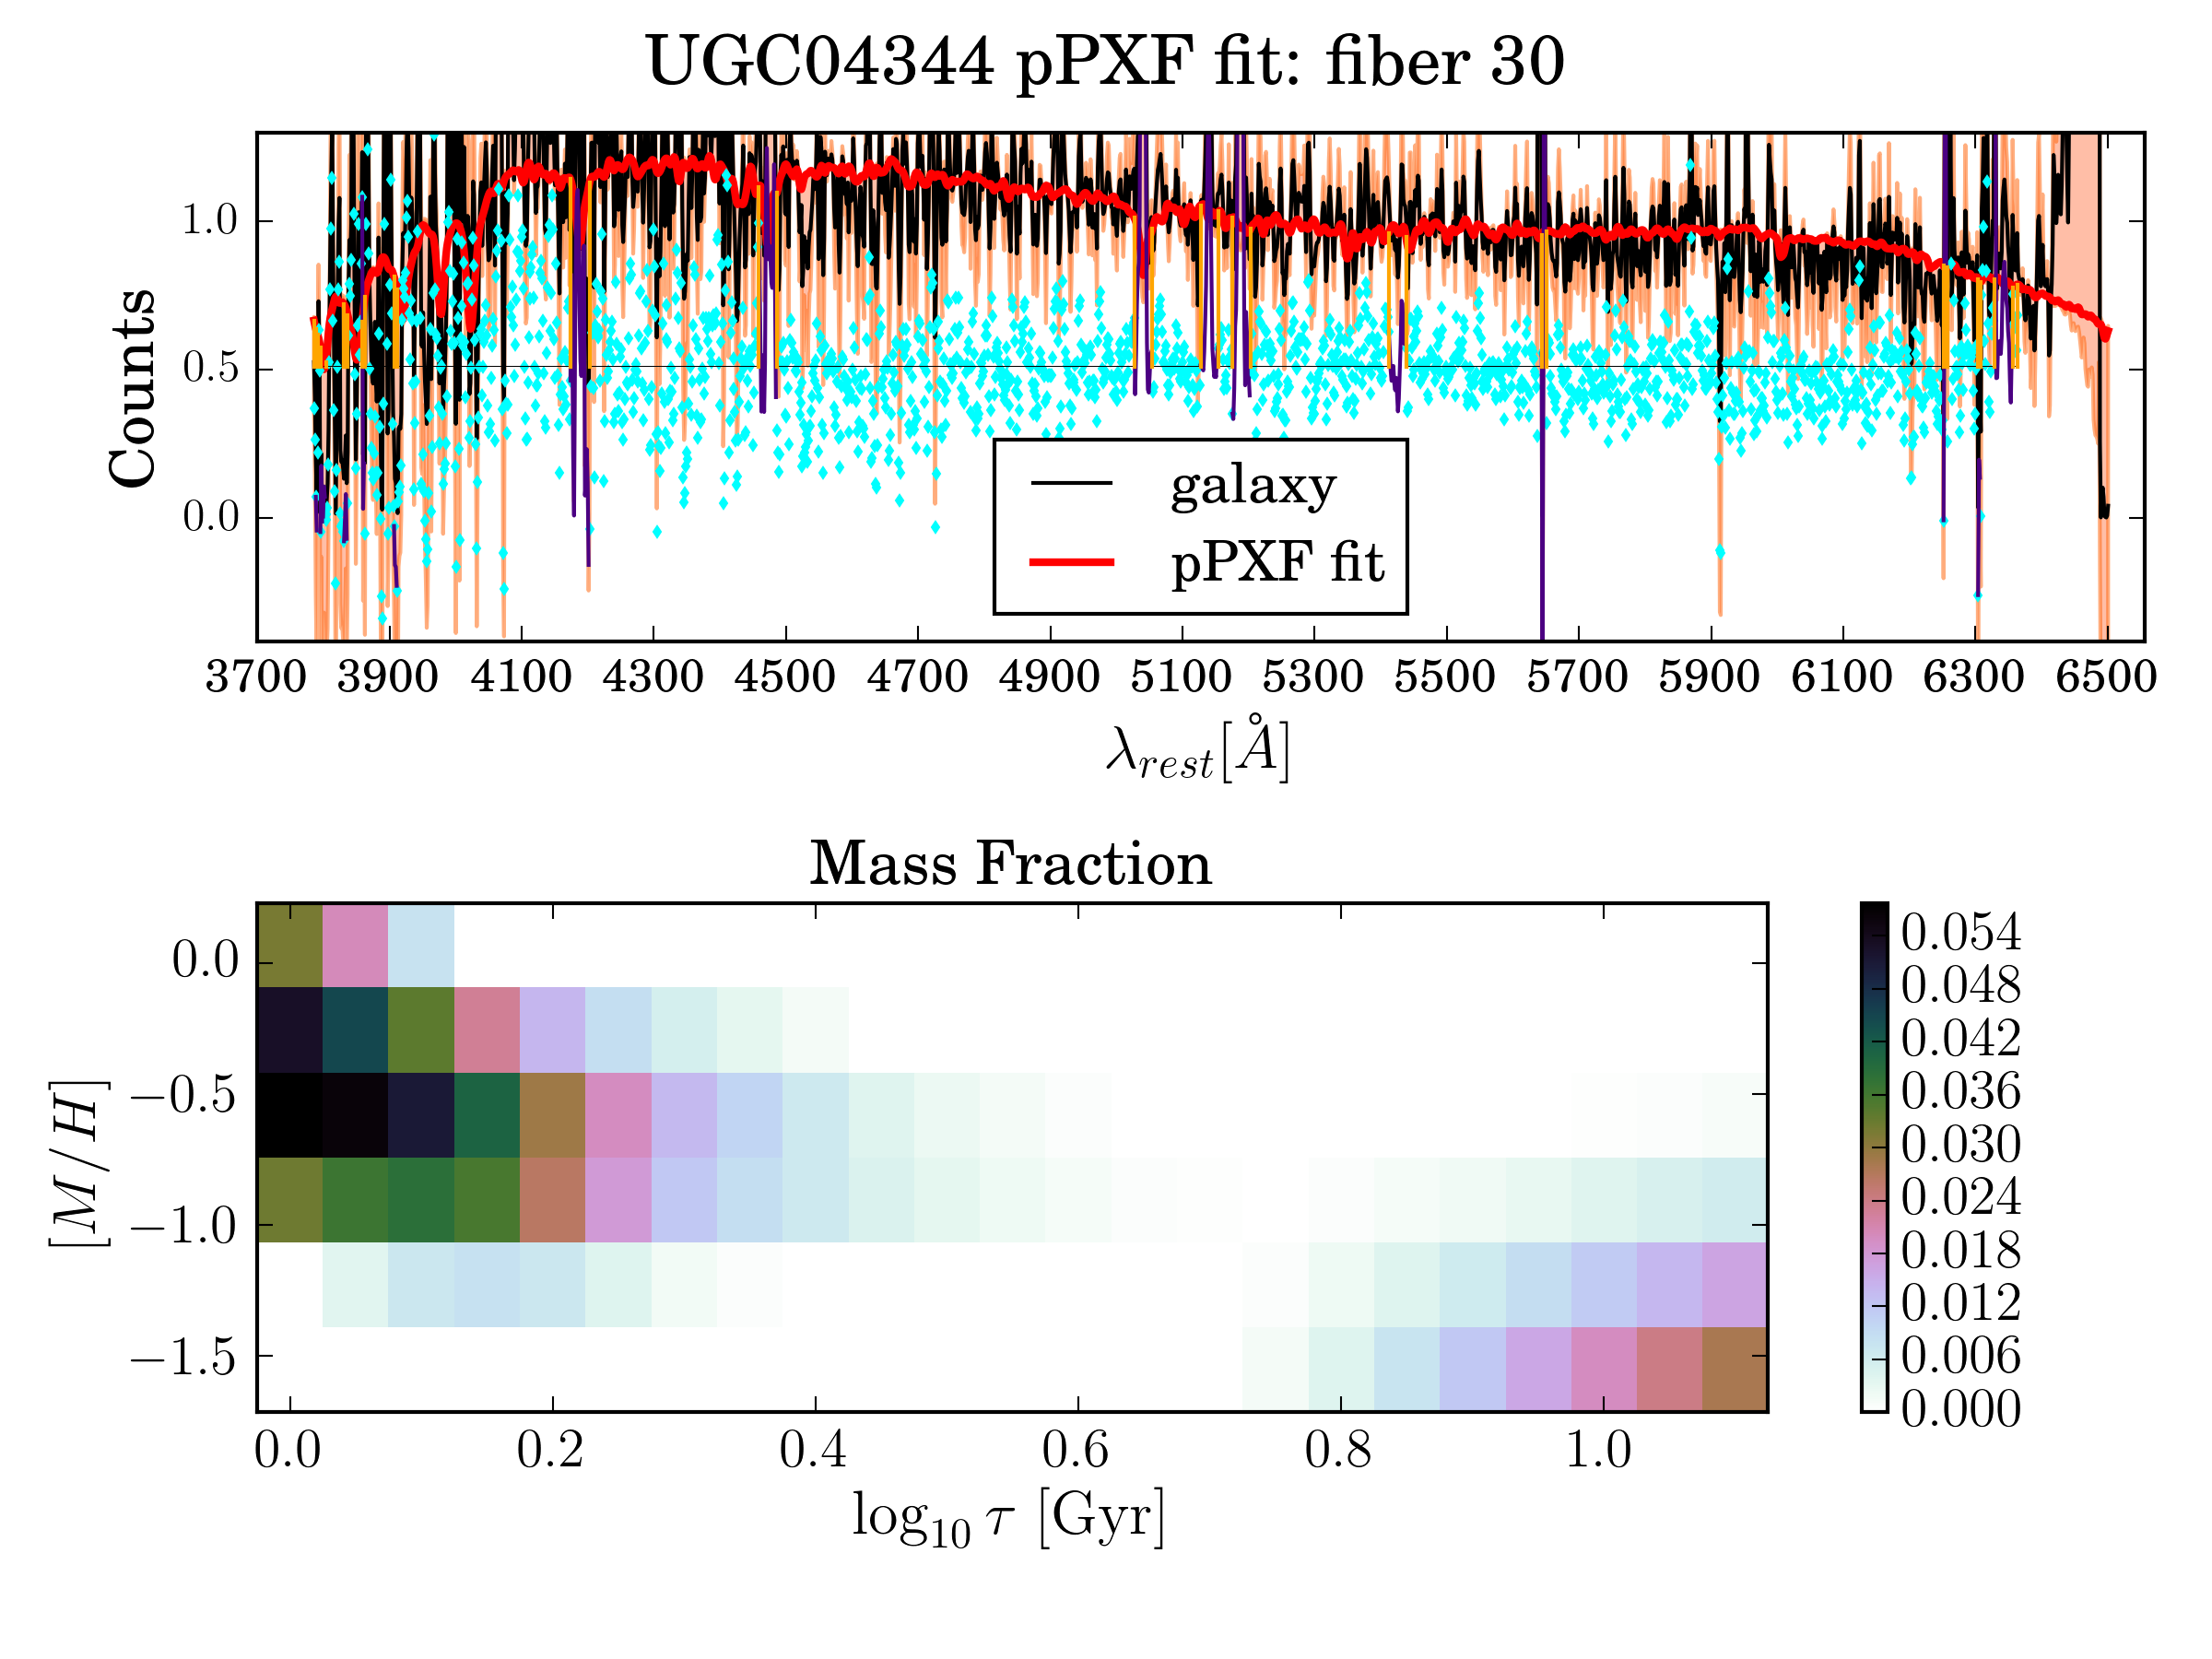 UGC04344 pPXF fit: fiber 30
Counts
1.0
0.5
0.0
galaxy
pPXF fit
3700 3900 4100 4300 4500 4700 4900 5100 5300 5500 5700 5900 6100 6300 6500
λ_rest[Å]
Mass Fraction
[M/H]
0.0
−0.5
−1.0
−1.5
0.0 0.2 0.4 0.6 0.8 1.0
log₁₀ τ [Gyr]
0.054
0.048
0.042
0.036
0.030
0.024
0.018
0.012
0.006
0.000